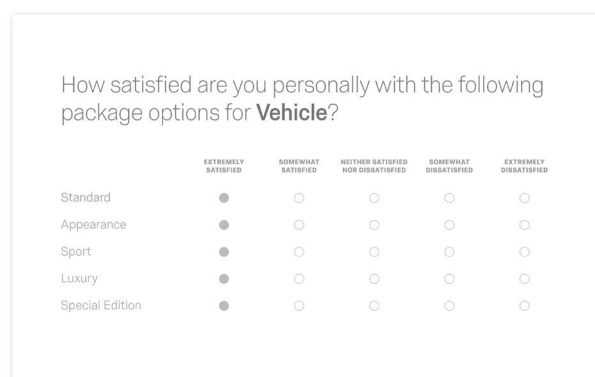 How satisfied are you personally with the following
package options for Vehicle?
EXTREMELY SATISFIED
SOMEWHAT SATISFIED
NEITHER SATISFIED NOR DISSATISFIED
SOMEWHAT DISSATISFIED
EXTREMELY DISSATISFIED
Standard
Appearance
Sport
Luxury
Special Edition